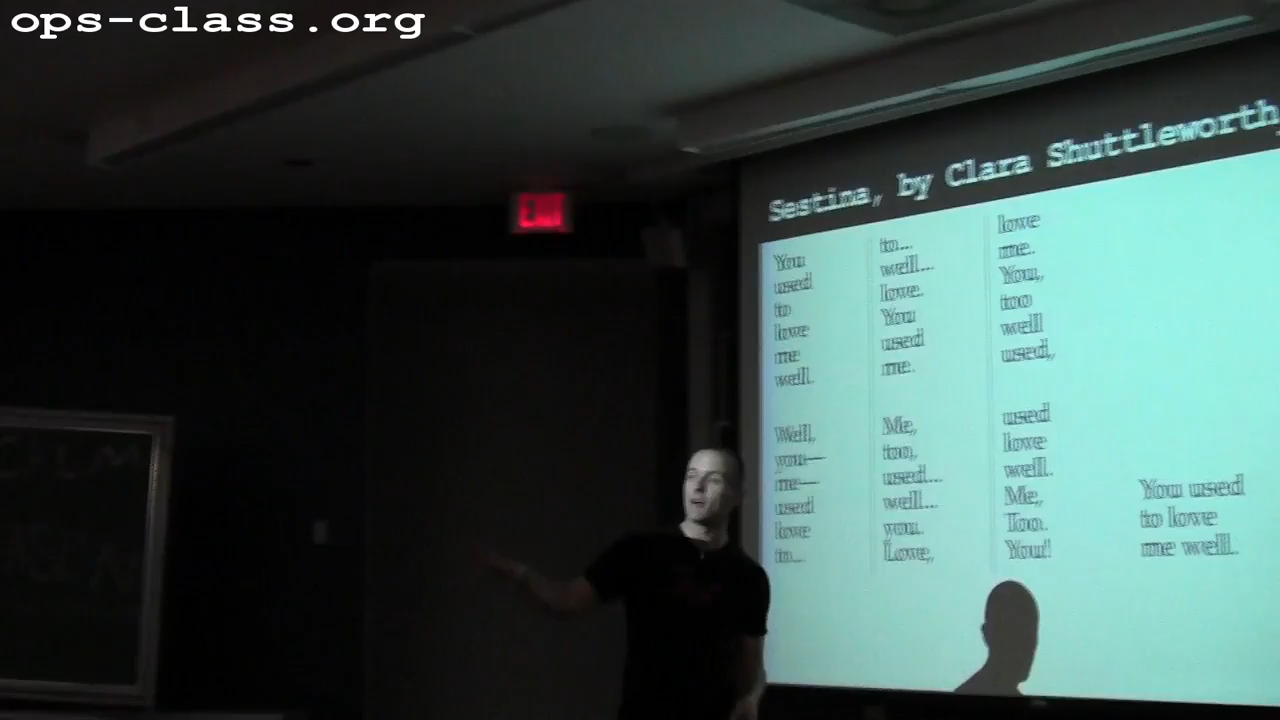 ops-class.org
EXIT
Sestina, by Clara Shuttleworth
You
used
to
love
me
well.
Well,
you—
me—
used
love
to...
to...
well...
love.
You
used
me.
Me,
too,
used...
well...
you.
Love,
love
me.
You,
too
well
used,
used
love
well.
Me,
Too.
You!
You used
to love
me well.